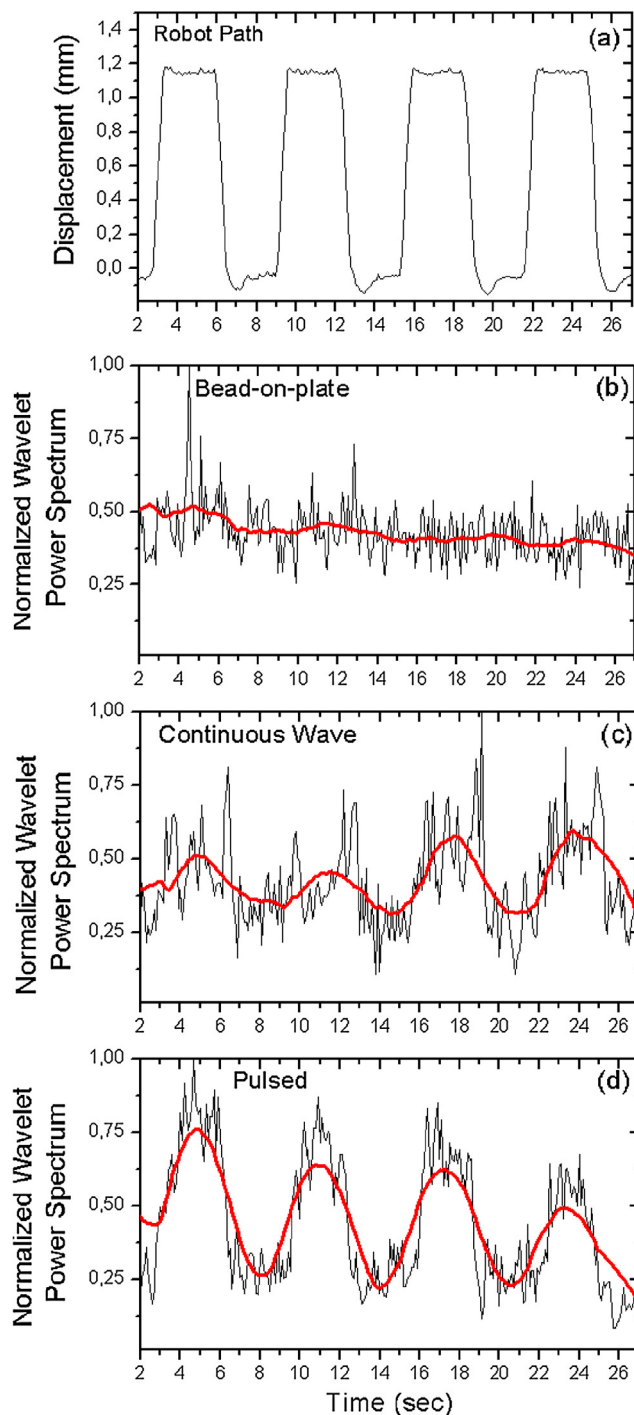 Robot Path
(a)
Displacement (mm)
1,4
1,2
1,0
0,8
0,6
0,4
0,2
0,0
2 4 6 8 10 12 14 16 18 20 22 24 26
Bead-on-plate
(b)
Normalized Wavelet
Power Spectrum
1,00
0,75
0,50
0,25
2 4 6 8 10 12 14 16 18 20 22 24 26
Continuous Wave
(c)
Normalized Wavelet
Power Spectrum
1,00
0,75
0,50
0,25
2 4 6 8 10 12 14 16 18 20 22 24 26
Pulsed
(d)
Normalized Wavelet
Power Spectrum
1,00
0,75
0,50
0,25
2 4 6 8 10 12 14 16 18 20 22 24 26
Time (sec)